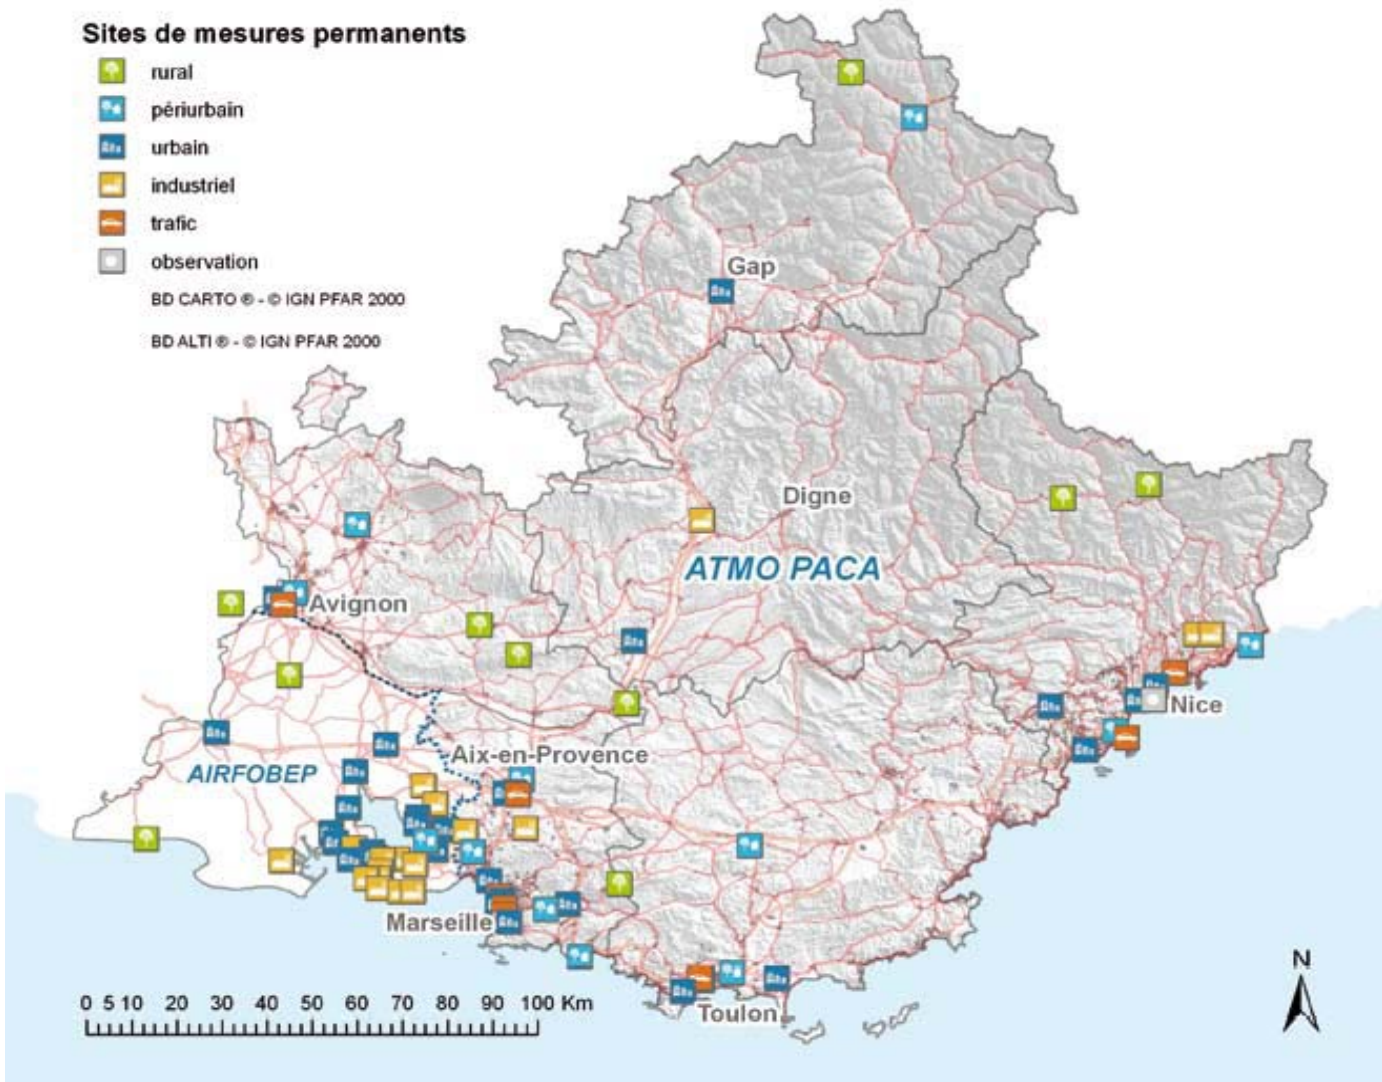 Sites de mesures permanents
rural
périurbain
urbain
industriel
trafic
observation
BD CARTO ® - © IGN PFAR 2000
BD ALTI ® - © IGN PFAR 2000
Gap
Digne
ATMO PACA
Avignon
Nice
Aix-en-Provence
AIRFOBEP
Marseille
Toulon
0 5 10 20 30 40 50 60 70 80 90 100 Km
N